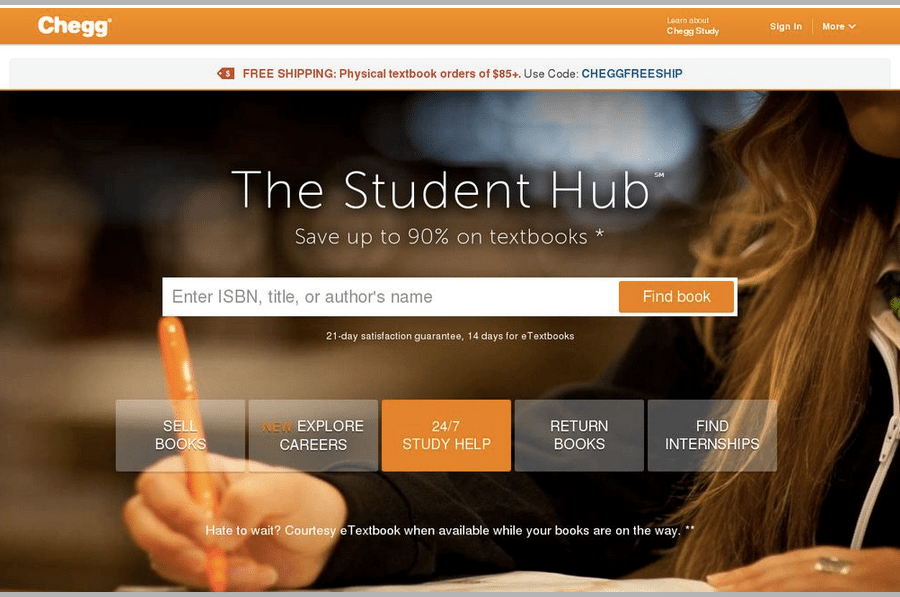 Chegg®
Learn about
Chegg Study
Sign In
More
$
FREE SHIPPING: Physical textbook orders of $85+. Use Code: CHEGGFREESHIP
The Student Hub℠
Save up to 90% on textbooks *
Enter ISBN, title, or author's name
Find book
21-day satisfaction guarantee, 14 days for eTextbooks
SELL
BOOKS
NEW EXPLORE
CAREERS
24/7
STUDY HELP
RETURN
BOOKS
FIND
INTERNSHIPS
Hate to wait? Courtesy eTextbook when available while your books are on the way. **